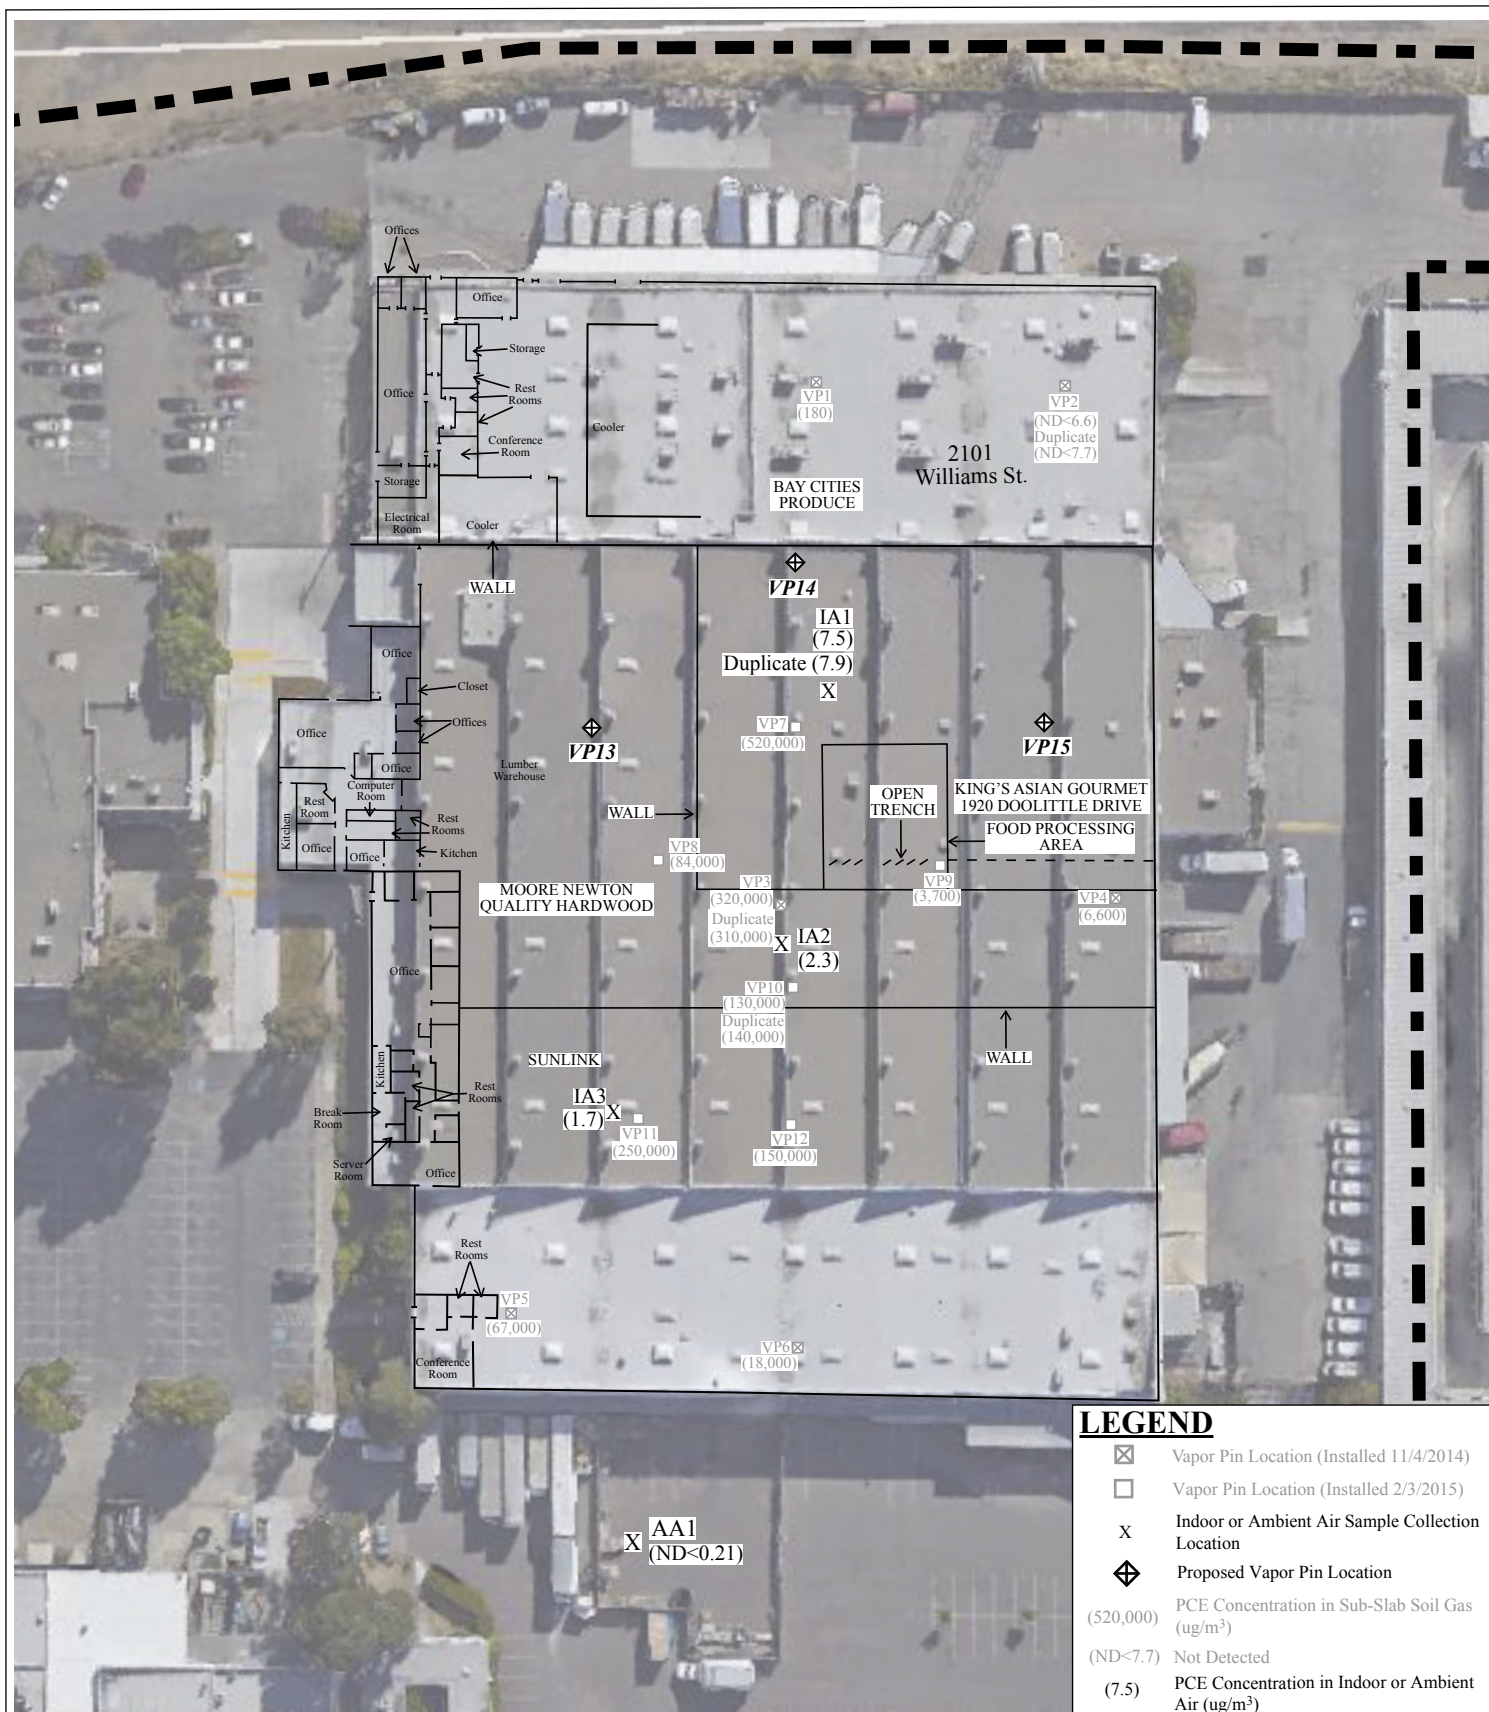 Offices
Office
Storage
Rest
Rooms
Office
Cooler
Conference
Room
Storage
Electrical
Room
Cooler
VP1
(180)
VP2
(ND<6.6)
Duplicate
(ND<7.7)
2101
Williams St.
BAY CITIES
PRODUCE
WALL
VP14
IA1
(7.5)
Duplicate (7.9)
X
Office
Closet
Offices
Office
Office
VP13
VP7
(520,000)
VP15
Lumber
Warehouse
Computer
Room
Rest
Room
Kitchen
Rest
Rooms
Office
Office
Kitchen
WALL
OPEN
TRENCH
KING'S ASIAN GOURMET
1920 DOOLITTLE DRIVE
FOOD PROCESSING
AREA
VP8
(84,000)
MOORE NEWTON
QUALITY HARDWOOD
VP3
(320,000)
Duplicate
(310,000)
VP9
(3,700)
VP4
(6,600)
X
IA2
(2.3)
Office
VP10
(130,000)
Duplicate
(140,000)
WALL
SUNLINK
Kitchen
Rest
Rooms
IA3
(1.7)
X
Break
Room
VP11
(250,000)
VP12
(150,000)
Server
Room
Office
Rest
Rooms
VP5
(67,000)
VP6
(18,000)
Conference
Room
X
AA1
(ND<0.21)
LEGEND
Vapor Pin Location (Installed 11/4/2014)
Vapor Pin Location (Installed 2/3/2015)
X Indoor or Ambient Air Sample Collection
Location
Proposed Vapor Pin Location
(520,000) PCE Concentration in Sub-Slab Soil Gas
(ug/m³)
(ND<7.7) Not Detected
(7.5) PCE Concentration in Indoor or Ambient
Air (ug/m³)